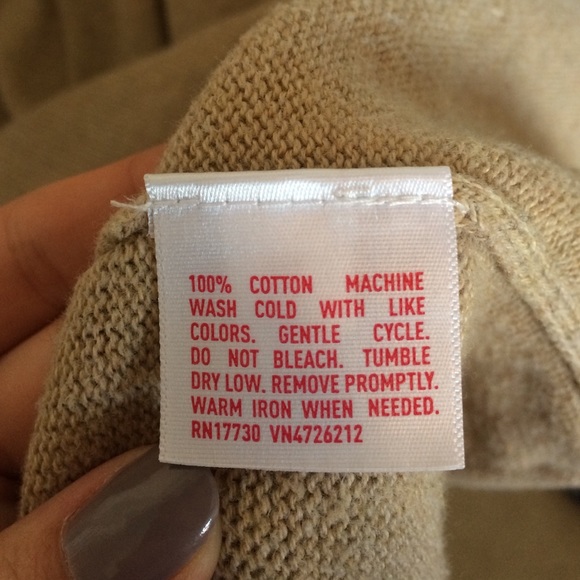 100% COTTON MACHINE
WASH COLD WITH LIKE
COLORS. GENTLE CYCLE.
DO NOT BLEACH. TUMBLE
DRY LOW. REMOVE PROMPTLY.
WARM IRON WHEN NEEDED.
RN17730 VN4726212